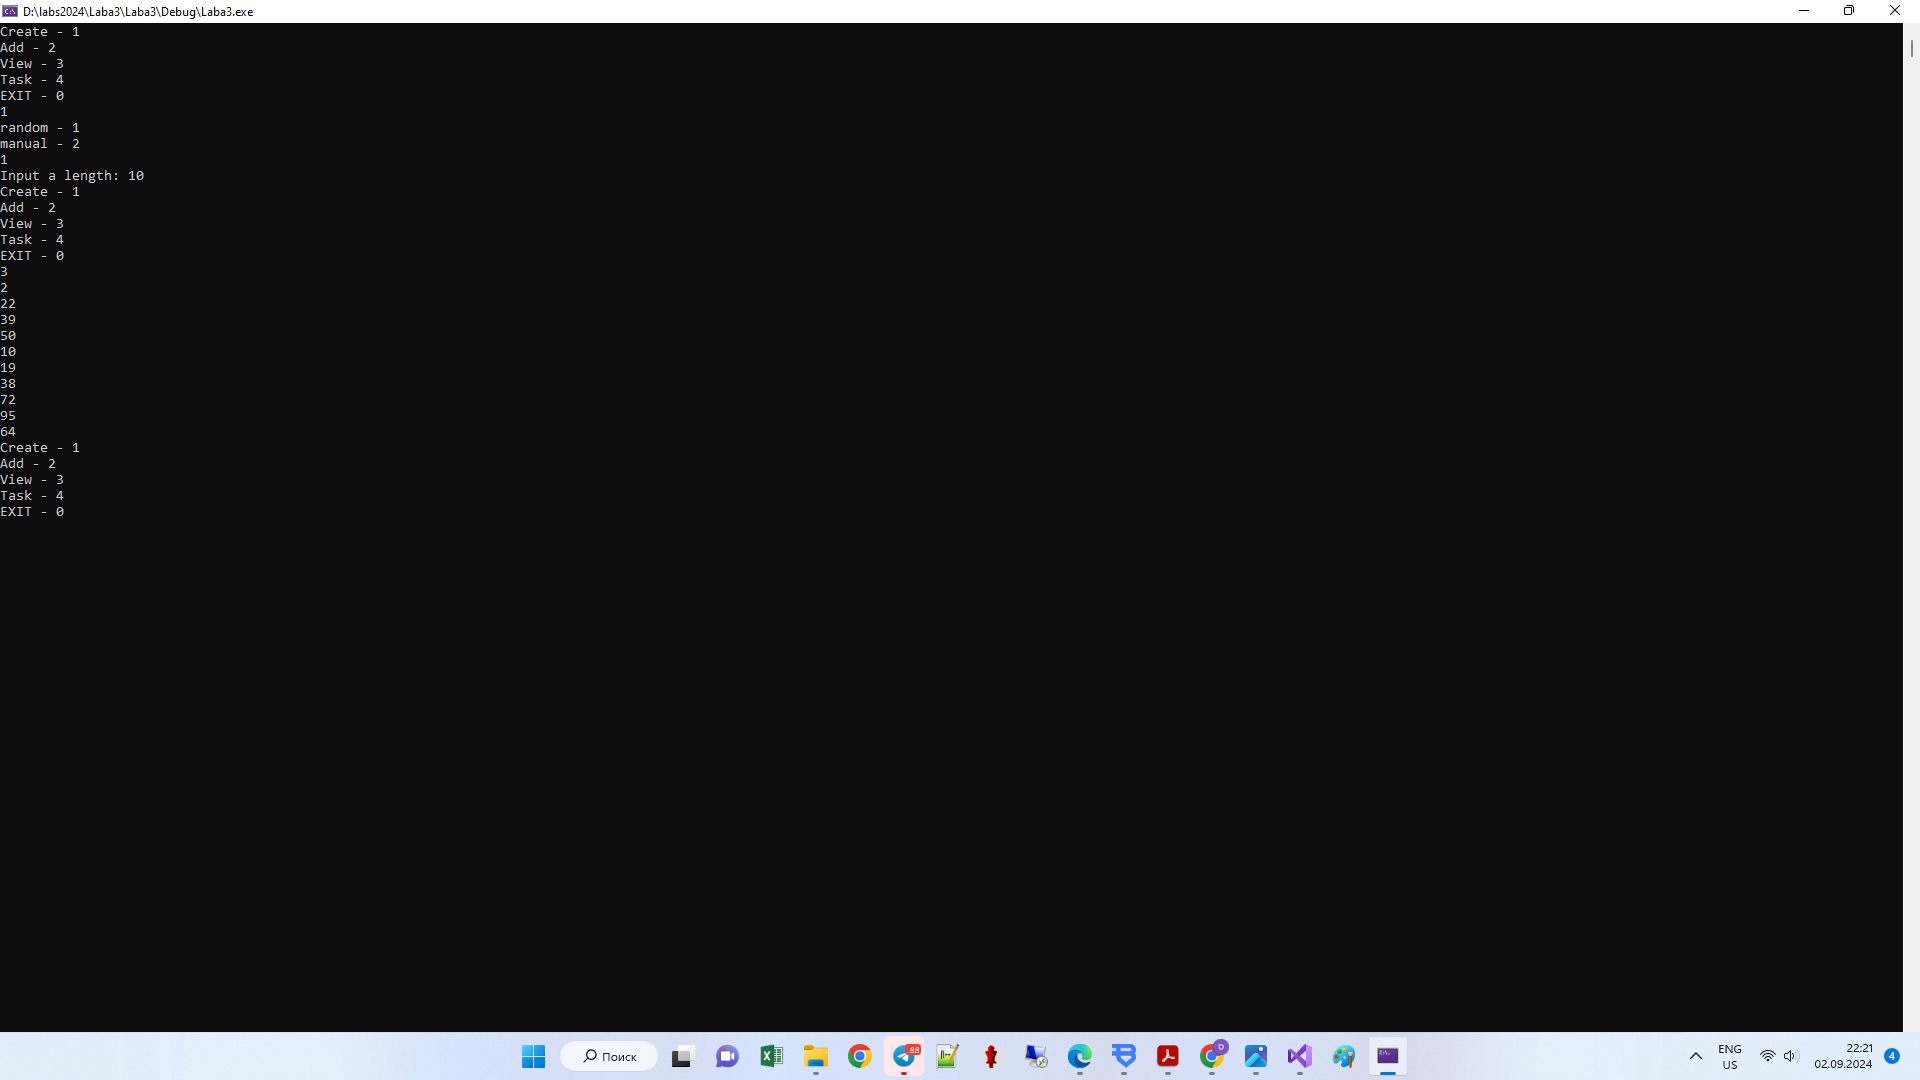 D:\labs2024\Laba3\Laba3\Debug\Laba3.exe
Create - 1
Add - 2
View - 3
Task - 4
EXIT - 0
1
random - 1
manual - 2
1
Input a length: 10
Create - 1
Add - 2
View - 3
Task - 4
EXIT - 0
3
2
22
39
50
10
19
38
72
95
64
Create - 1
Add - 2
View - 3
Task - 4
EXIT - 0
Поиск
88
D
ENG
US
22:21
02.09.2024
4